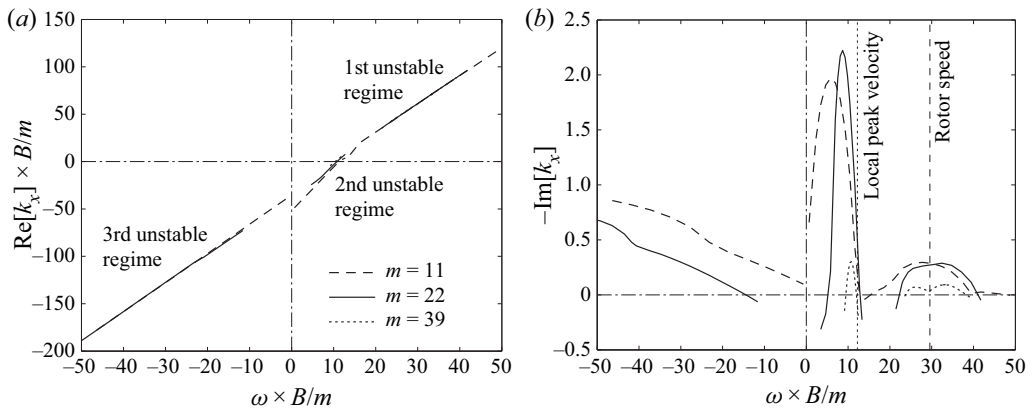 (a)
150
100
50
0
–50
–100
–150
–200
Re[k_x] × B/m
1st unstable
regime
2nd unstable
regime
3rd unstable
regime
m = 11
m = 22
m = 39
–50 –40 –30 –20 –10 0 10 20 30 40 50
ω × B/m
(b)
2.5
2.0
1.5
1.0
0.5
0
–0.5
–Im[k_x]
Local peak velocity
Rotor speed
–50 –40 –30 –20 –10 0 10 20 30 40 50
ω × B/m